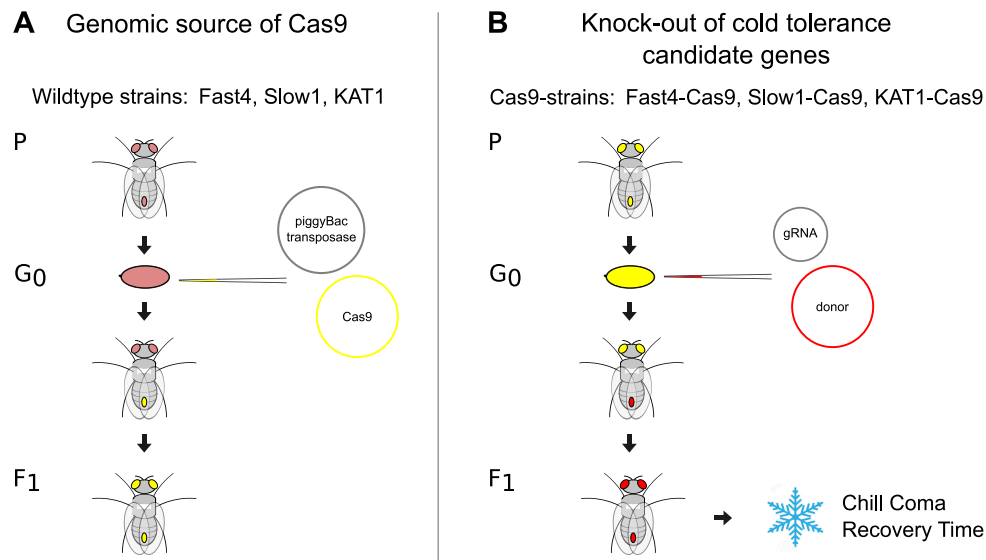 A Genomic source of Cas9
Wildtype strains: Fast4, Slow1, KAT1
P
piggyBac
transposase
G0
Cas9
F1
B Knock-out of cold tolerance
candidate genes
Cas9-strains: Fast4-Cas9, Slow1-Cas9, KAT1-Cas9
P
gRNA
G0
donor
F1
Chill Coma
Recovery Time